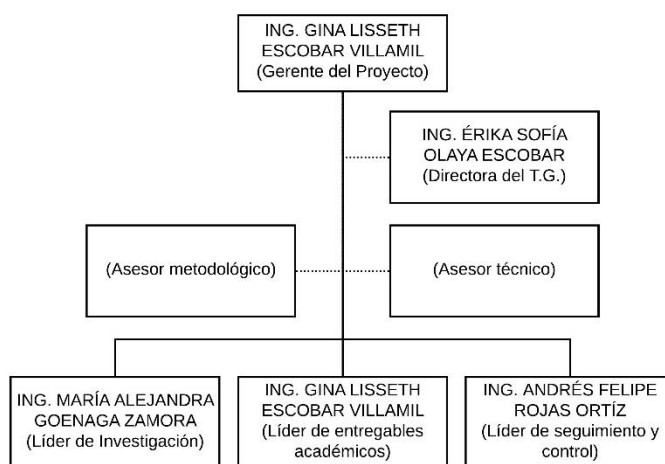 ING. GINA LISSETH
ESCOBAR VILLAMIL
(Gerente del Proyecto)
ING. ÉRIKA SOFÍA
OLAYA ESCOBAR
(Directora del T.G.)
(Asesor metodológico)
(Asesor técnico)
ING. MARÍA ALEJANDRA
GOENAGA ZAMORA
(Líder de Investigación)
ING. GINA LISSETH
ESCOBAR VILLAMIL
(Líder de entregables
académicos)
ING. ANDRÉS FELIPE
ROJAS ORTÍZ
(Líder de seguimiento y
control)